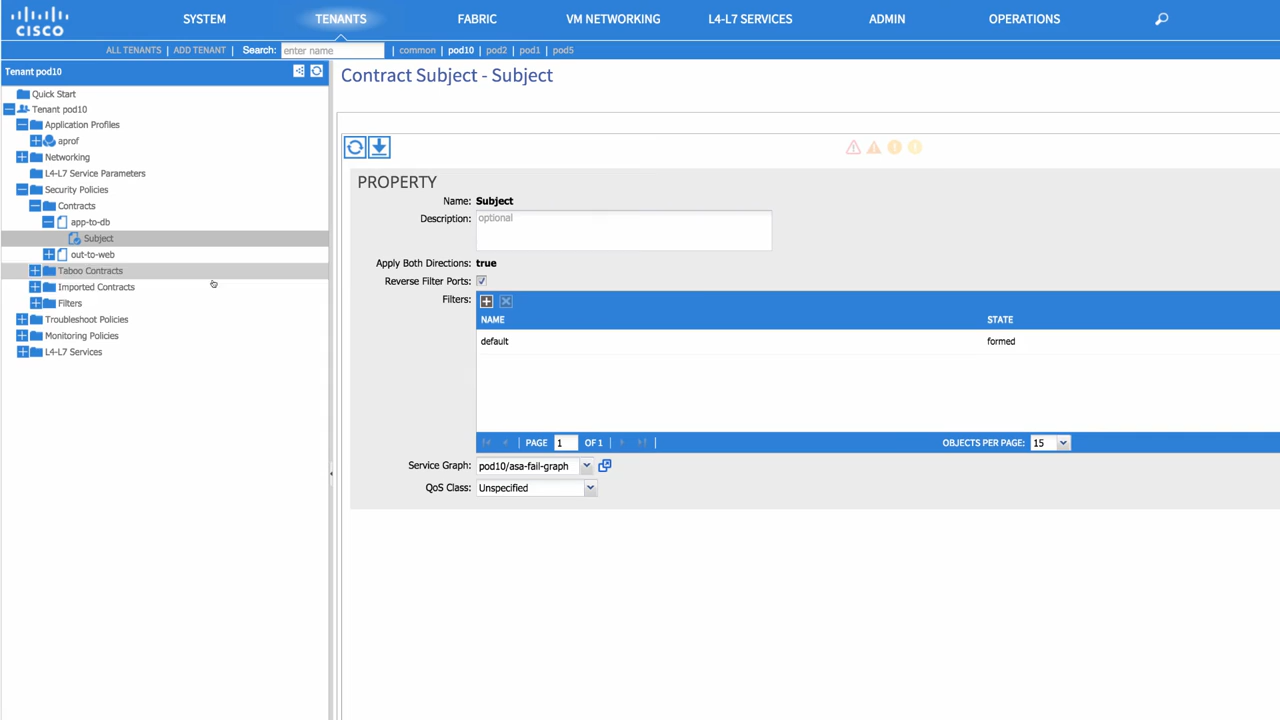 CISCO
SYSTEM TENANTS FABRIC VM NETWORKING L4-L7 SERVICES ADMIN OPERATIONS
ALL TENANTS | ADD TENANT | Search: enter name | common | pod10 | pod2 | pod1 | pod5
Tenant pod10
Quick Start
Tenant pod10
Application Profiles
aprof
Networking
L4-L7 Service Parameters
Security Policies
Contracts
app-to-db
Subject
out-to-web
Taboo Contracts
Imported Contracts
Filters
Troubleshoot Policies
Monitoring Policies
L4-L7 Services
Contract Subject - Subject
PROPERTY
Name: Subject
Description: optional
Apply Both Directions: true
Reverse Filter Ports:
Filters:
NAME STATE
default formed
PAGE 1 OF 1 OBJECTS PER PAGE: 15
Service Graph: pod10/asa-fail-graph
QoS Class: Unspecified